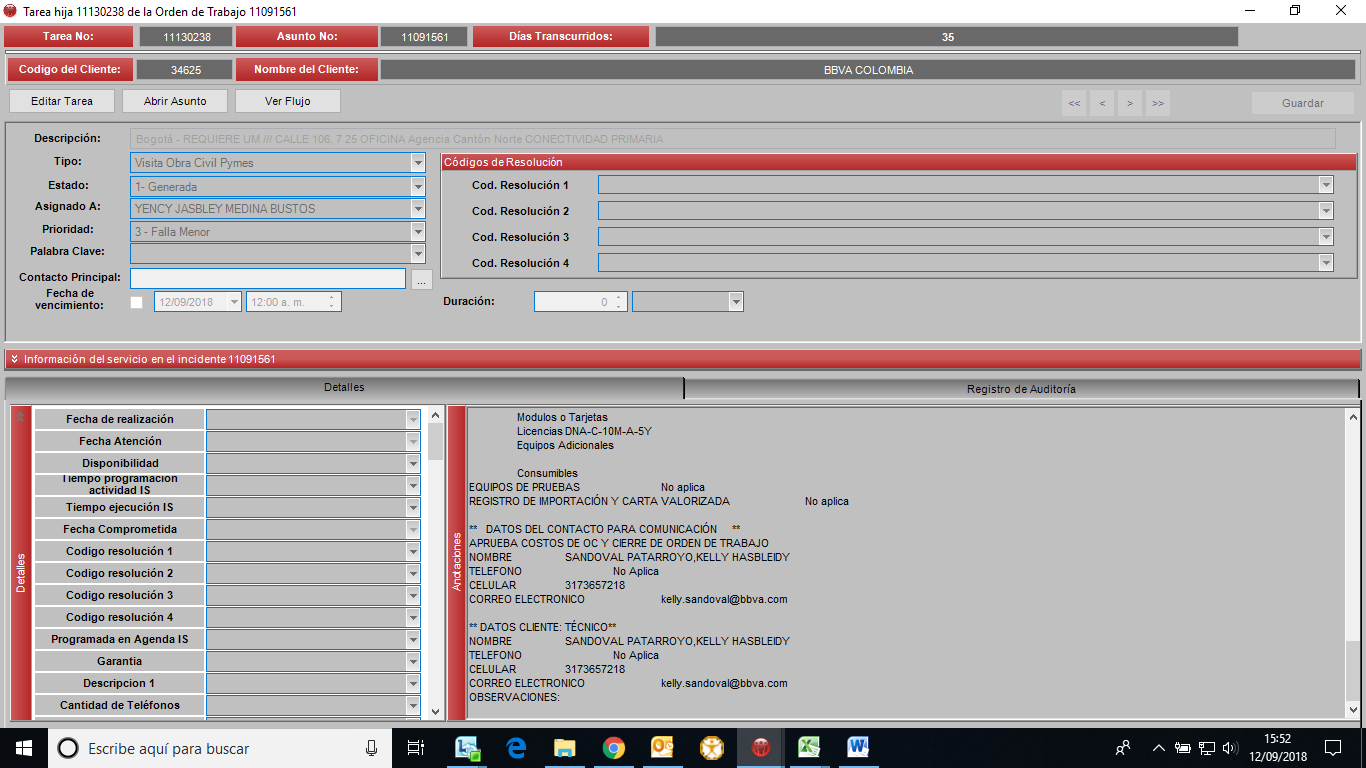 Tarea hija 11130238 de la Orden de Trabajo 11091561
Tarea No: 11130238 Asunto No: 11091561 Días Transcurridos: 35
Codigo del Cliente: 34625 Nombre del Cliente: BBVA COLOMBIA
Editar Tarea Abrir Asunto Ver Flujo << < > >> Guardar
Descripción: Bogotá - REQUIERE UM /// CALLE 106, 7 25 OFICINA Agencia Cantón Norte CONECTIVIDAD PRIMARIA
Tipo: Visita Obra Civil Pymes
Estado: 1- Generada
Asignado A: YENCY JASBLEY MEDINA BUSTOS
Prioridad: 3 - Falla Menor
Palabra Clave:
Contacto Principal: ...
Fecha de
vencimiento: 12/09/2018 12:00 a. m.
Códigos de Resolución
Cod. Resolución 1
Cod. Resolución 2
Cod. Resolución 3
Cod. Resolución 4
Duración: 0
Información del servicio en el incidente 11091561
Detalles Registro de Auditoría
Detalles
Fecha de realización
Fecha Atención
Disponibilidad
Tiempo programación
actividad IS
Tiempo ejecución IS
Fecha Comprometida
Codigo resolución 1
Codigo resolución 2
Codigo resolución 3
Codigo resolución 4
Programada en Agenda IS
Garantia
Descripcion 1
Cantidad de Teléfonos
Anotaciones
Modulos o Tarjetas
Licencias DNA-C-10M-A-5Y
Equipos Adicionales
Consumibles
EQUIPOS DE PRUEBAS No aplica
REGISTRO DE IMPORTACIÓN Y CARTA VALORIZADA No aplica
** DATOS DEL CONTACTO PARA COMUNICACIÓN **
APRUEBA COSTOS DE OC Y CIERRE DE ORDEN DE TRABAJO
NOMBRE SANDOVAL PATARROYO,KELLY HASBLEIDY
TELEFONO No Aplica
CELULAR 3173657218
CORREO ELECTRONICO kelly.sandoval@bbva.com
** DATOS CLIENTE: TÉCNICO**
NOMBRE SANDOVAL PATARROYO,KELLY HASBLEIDY
TELEFONO No Aplica
CELULAR 3173657218
CORREO ELECTRONICO kelly.sandoval@bbva.com
OBSERVACIONES:
Escribe aquí para buscar
15:52
12/09/2018